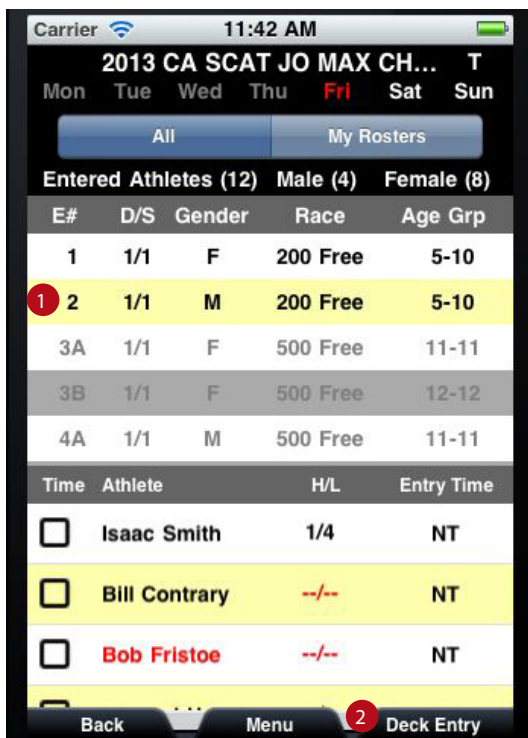 Carrier 11:42 AM
2013 CA SCAT JO MAX CH... T
Mon Tue Wed Thu Fri Sat Sun
All My Rosters
Entered Athletes (12) Male (4) Female (8)
E# D/S Gender Race Age Grp
1 1/1 F 200 Free 5-10
1 2 1/1 M 200 Free 5-10
3A 1/1 F 500 Free 11-11
3B 1/1 F 500 Free 12-12
4A 1/1 M 500 Free 11-11
Time Athlete H/L Entry Time
Isaac Smith 1/4 NT
Bill Contrary --/-- NT
Bob Fristoe --/-- NT
Back Menu 2 Deck Entry